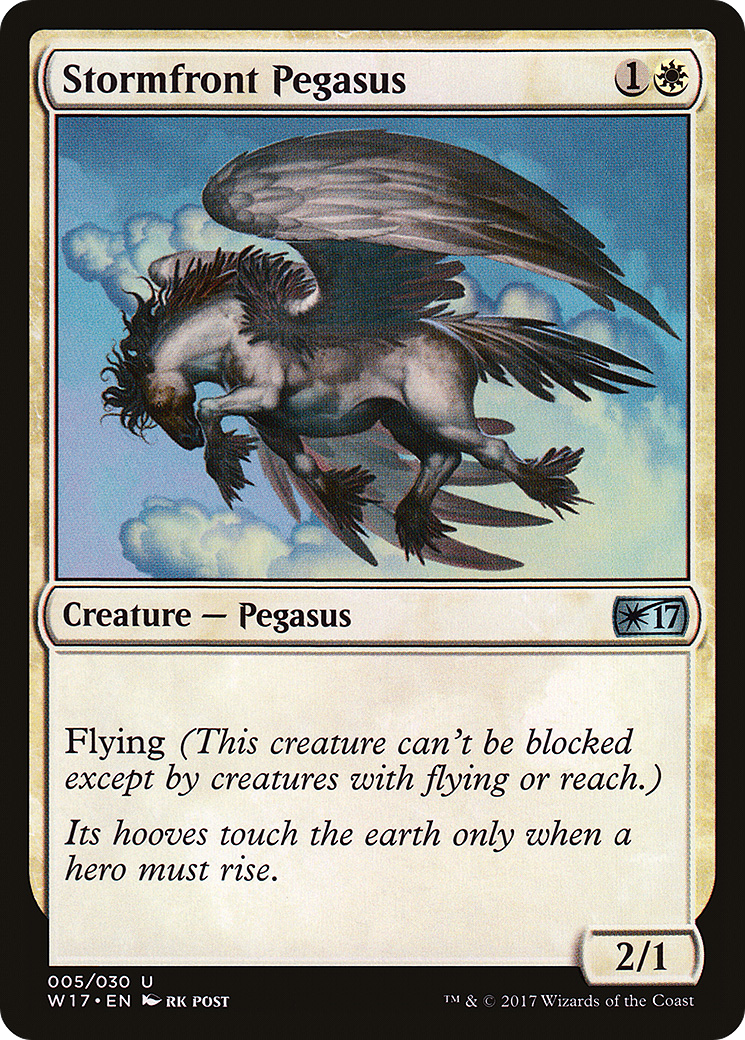 Stormfront Pegasus 1
Creature — Pegasus 17
Flying (This creature can't be blocked
except by creatures with flying or reach.)
Its hooves touch the earth only when a
hero must rise.
2/1
005/030 U
W17 • EN RK POST ™ & © 2017 Wizards of the Coast